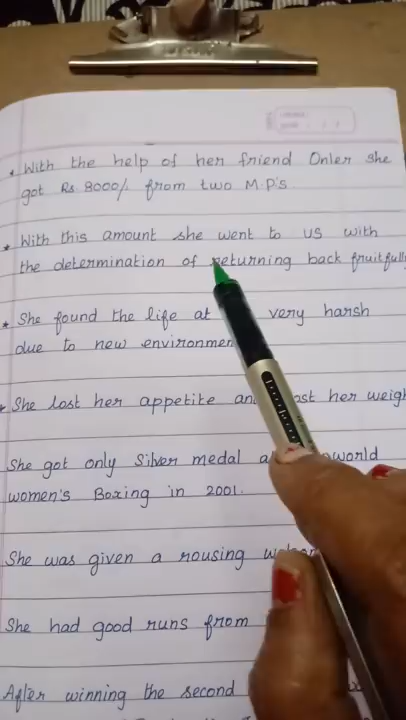 * With the help of her friend Onler she
got Rs 8000/. from two M.P's
* With this amount she went to US with
the determination of returning back fruitfully
* She found the life at very harsh
due to new environmen
* She lost her appetite an ost her weigh
She got only Silver medal a world
women's Boxing in 2001.
She was given a rousing
She had good runs from
After winning the second